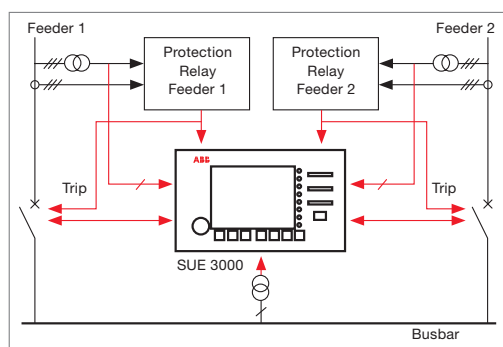 Feeder 1
Feeder 2
Protection
Relay
Feeder 1
Protection
Relay
Feeder 2
ABB
Trip
Trip
SUE 3000
Busbar